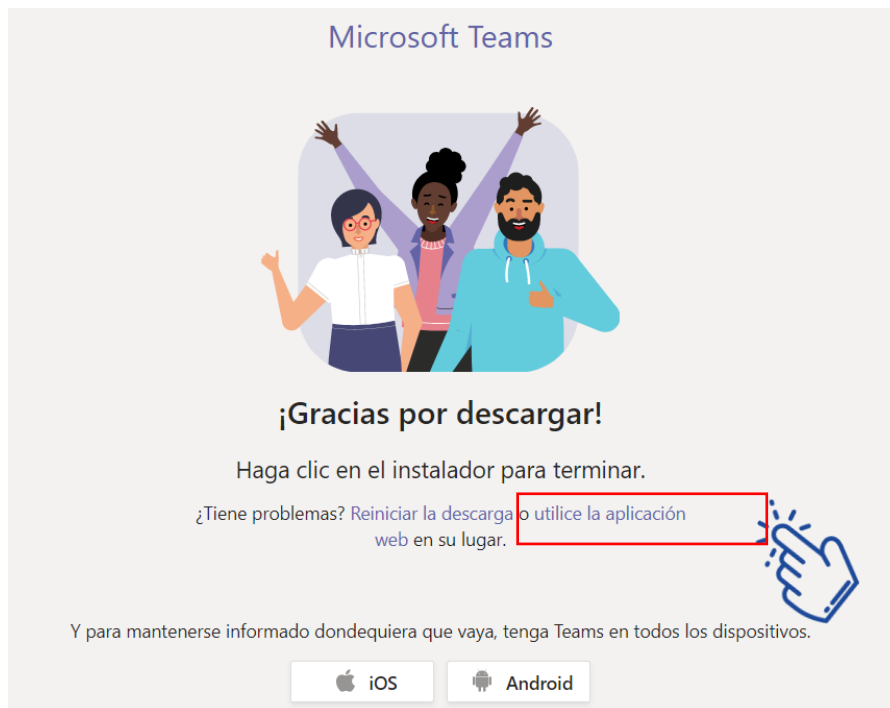 Microsoft Teams
¡Gracias por descargar!
Haga clic en el instalador para terminar.
¿Tiene problemas? Reiniciar la descarga o utilice la aplicación
web en su lugar.
Y para mantenerse informado dondequiera que vaya, tenga Teams en todos los dispositivos.
iOS
Android